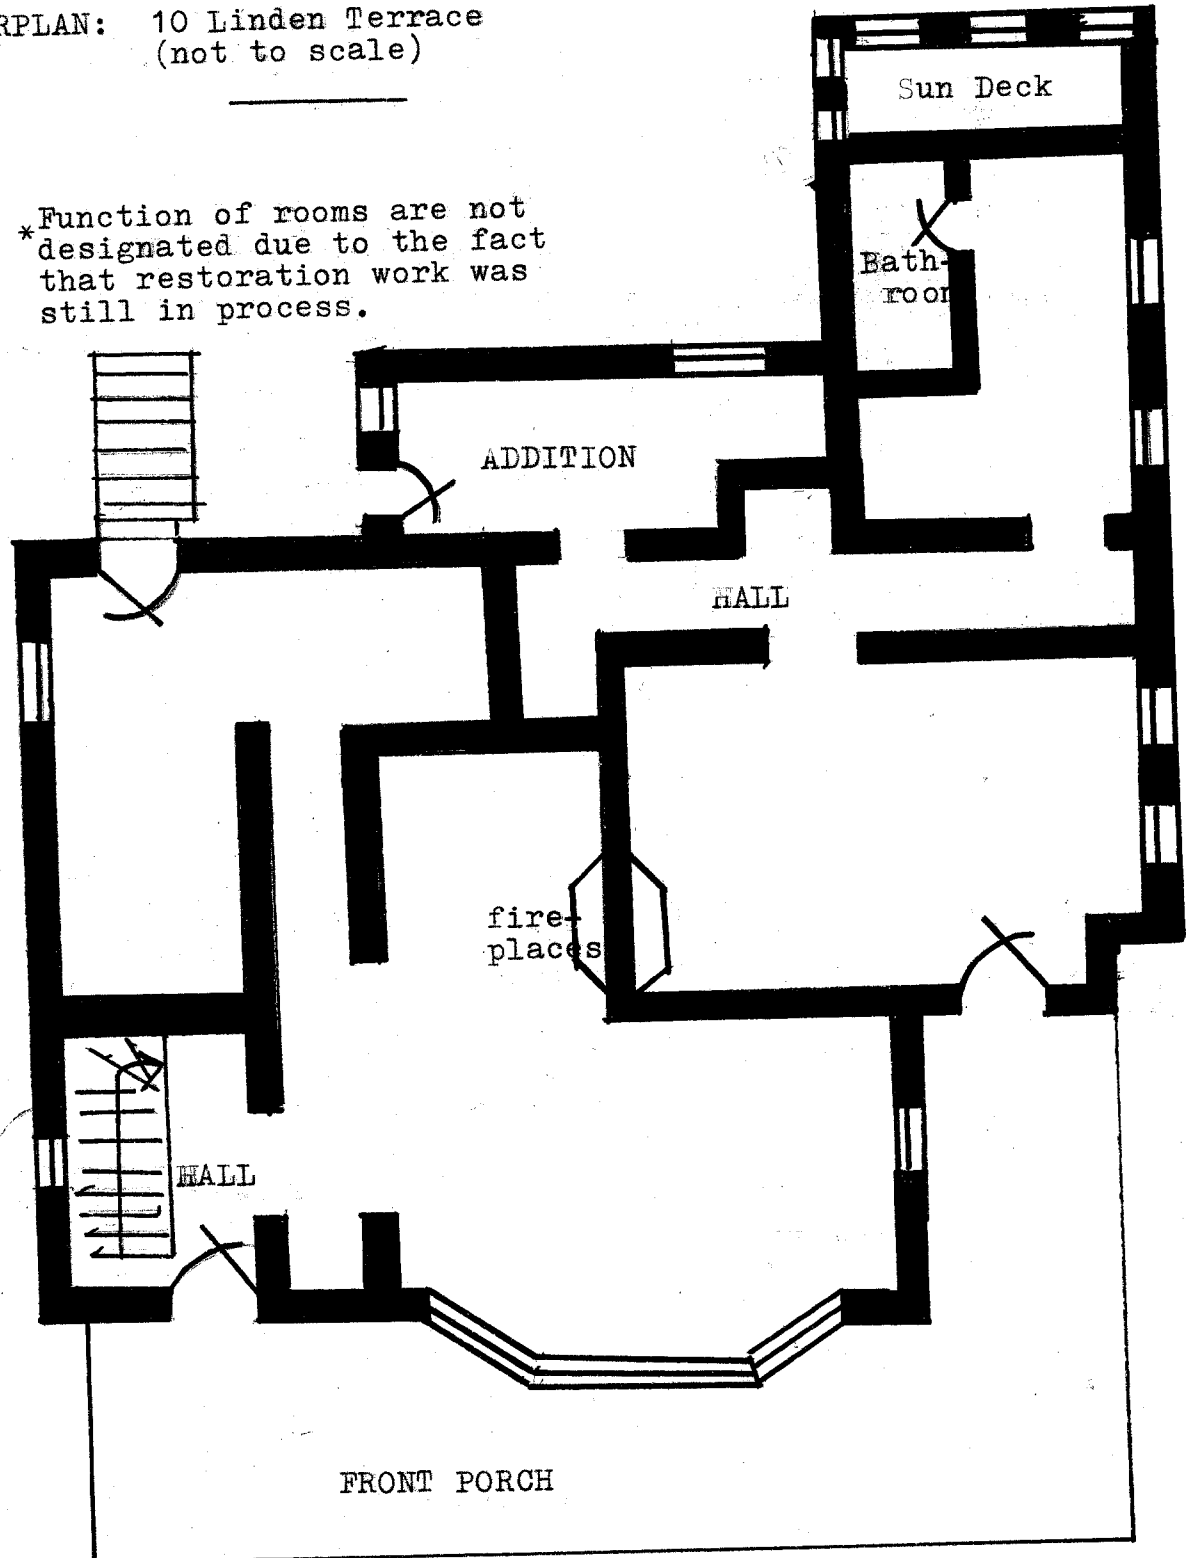 RPLAN: 10 Linden Terrace
(not to scale)
*Function of rooms are not
designated due to the fact
that restoration work was
still in process.
Sun Deck
Bath-
room
ADDITION
HALL
fire-
places
HALL
FRONT PORCH